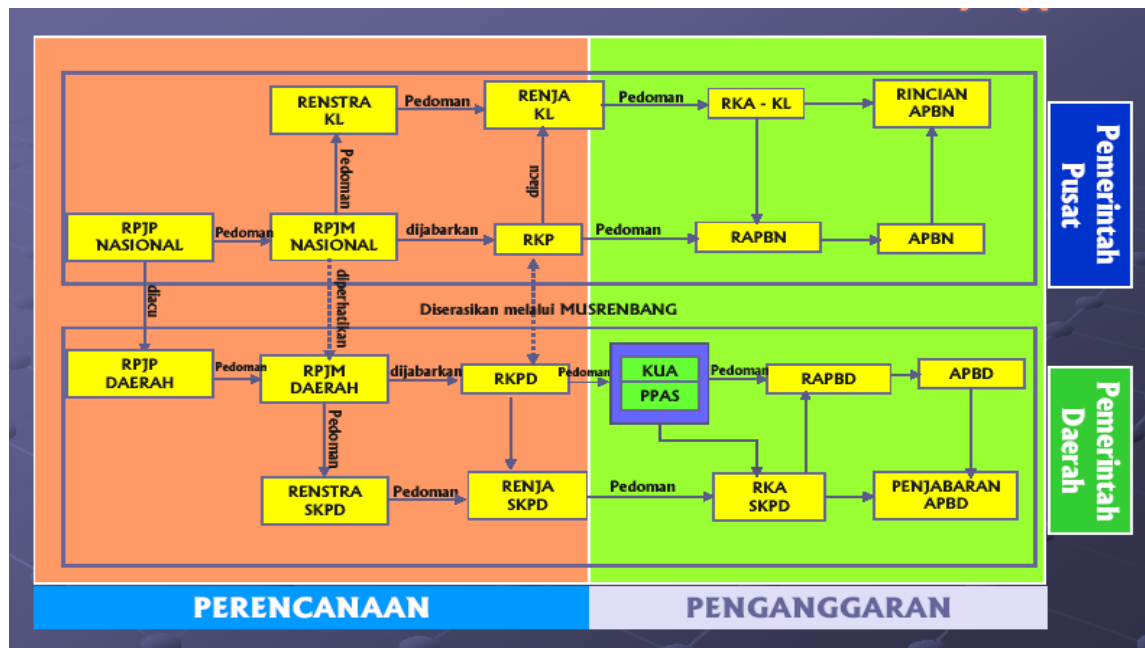 RENSTRA
KL
Pedoman
RENJA
KL
Pedoman
RKA - KL
RINCIAN
APBN
Pedoman
diacu
RPJP
NASIONAL
Pedoman
RPJM
NASIONAL
dijabarkan
RKP
Pedoman
RAPBN
APBN
Pemerintah
Pusat
diacu
diperhatikan
Diserasikan melalui MUSRENBANG
RPJP
DAERAH
Pedoman
RPJM
DAERAH
dijabarkan
RKPD
Pedoman
KUA
PPAS
Pedoman
RAPBD
APBD
Pedoman
RENSTRA
SKPD
Pedoman
RENJA
SKPD
Pedoman
RKA
SKPD
PENJABARAN
APBD
Pemerintah
Daerah
PERENCANAAN
PENGANGGARAN